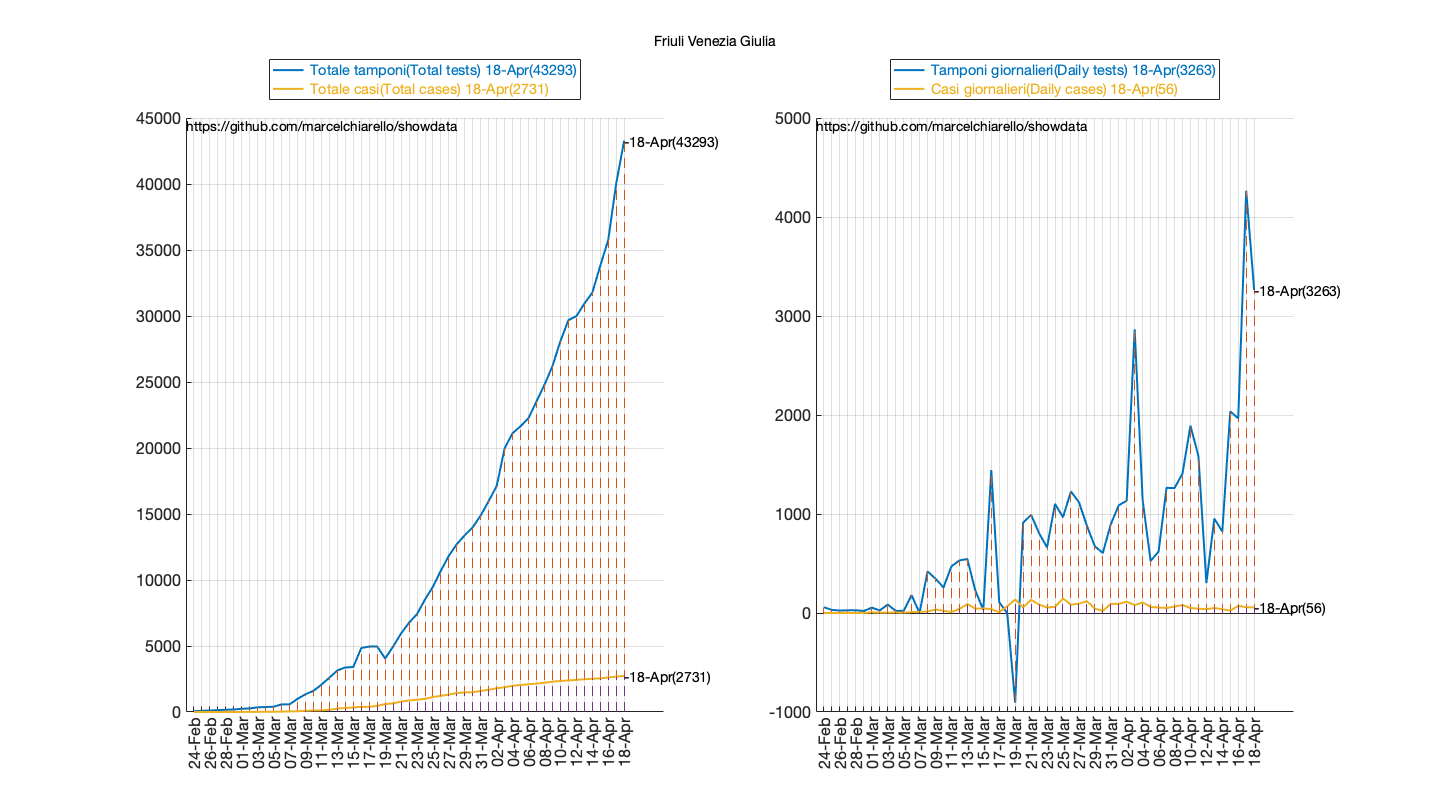 Friuli Venezia Giulia
Totale tamponi(Total tests) 18-Apr(43293)
Totale casi(Total cases) 18-Apr(2731)
https://github.com/marcelchiarello/showdata
45000
40000
35000
30000
25000
20000
15000
10000
5000
0
18-Apr(43293)
18-Apr(2731)
24-Feb
26-Feb
28-Feb
01-Mar
03-Mar
05-Mar
07-Mar
09-Mar
11-Mar
13-Mar
15-Mar
17-Mar
19-Mar
21-Mar
23-Mar
25-Mar
27-Mar
29-Mar
31-Mar
02-Apr
04-Apr
06-Apr
08-Apr
10-Apr
12-Apr
14-Apr
16-Apr
18-Apr
Tamponi giornalieri(Daily tests) 18-Apr(3263)
Casi giornalieri(Daily cases) 18-Apr(56)
https://github.com/marcelchiarello/showdata
5000
4000
3000
2000
1000
0
-1000
18-Apr(3263)
18-Apr(56)
24-Feb
26-Feb
28-Feb
01-Mar
03-Mar
05-Mar
07-Mar
09-Mar
11-Mar
13-Mar
15-Mar
17-Mar
19-Mar
21-Mar
23-Mar
25-Mar
27-Mar
29-Mar
31-Mar
02-Apr
04-Apr
06-Apr
08-Apr
10-Apr
12-Apr
14-Apr
16-Apr
18-Apr